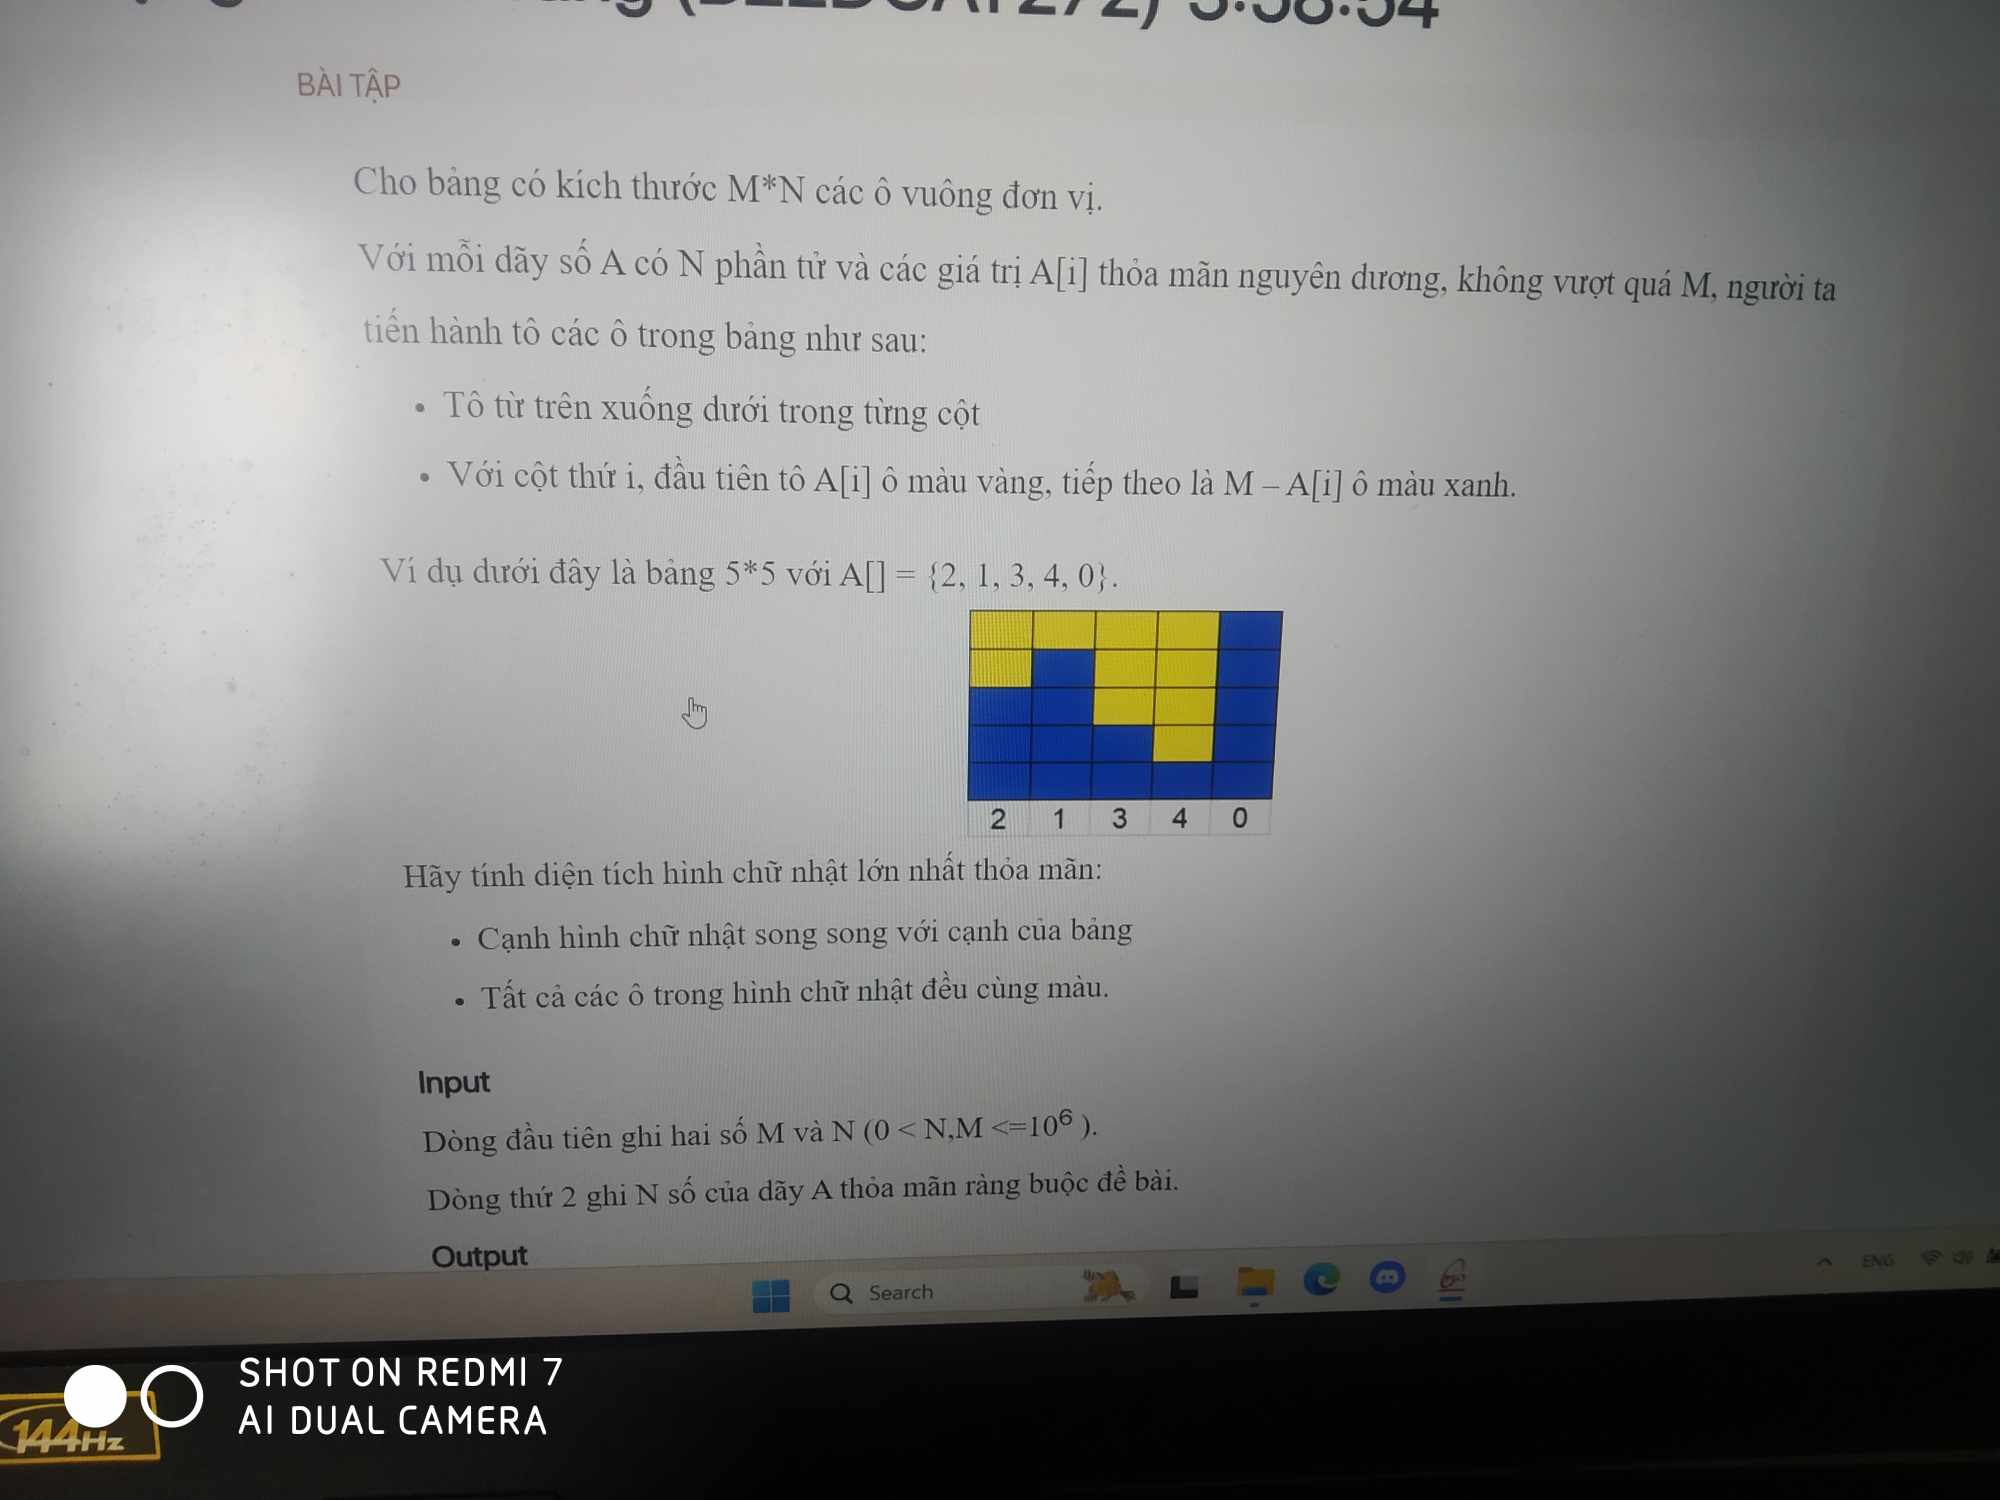 3:58:54
BÀI TẬP
Cho bảng có kích thước M*N các ô vuông đơn vị.
Với mỗi dãy số A có N phần tử và các giá trị A[i] thỏa mãn nguyên dương, không vượt quá M, người ta
tiến hành tô các ô trong bảng như sau:
• Tô từ trên xuống dưới trong từng cột
• Với cột thứ i, đầu tiên tô A[i] ô màu vàng, tiếp theo là M – A[i] ô màu xanh.
Ví dụ dưới đây là bảng 5*5 với A[] = {2, 1, 3, 4, 0}.
2 1 3 4 0
Hãy tính diện tích hình chữ nhật lớn nhất thỏa mãn:
• Cạnh hình chữ nhật song song với cạnh của bảng
• Tất cả các ô trong hình chữ nhật đều cùng màu.
Input
Dòng đầu tiên ghi hai số M và N (0 < N,M <=10⁶ ).
Dòng thứ 2 ghi N số của dãy A thỏa mãn ràng buộc đề bài.
Output
Search
ENG
SHOT ON REDMI 7
AI DUAL CAMERA
144Hz